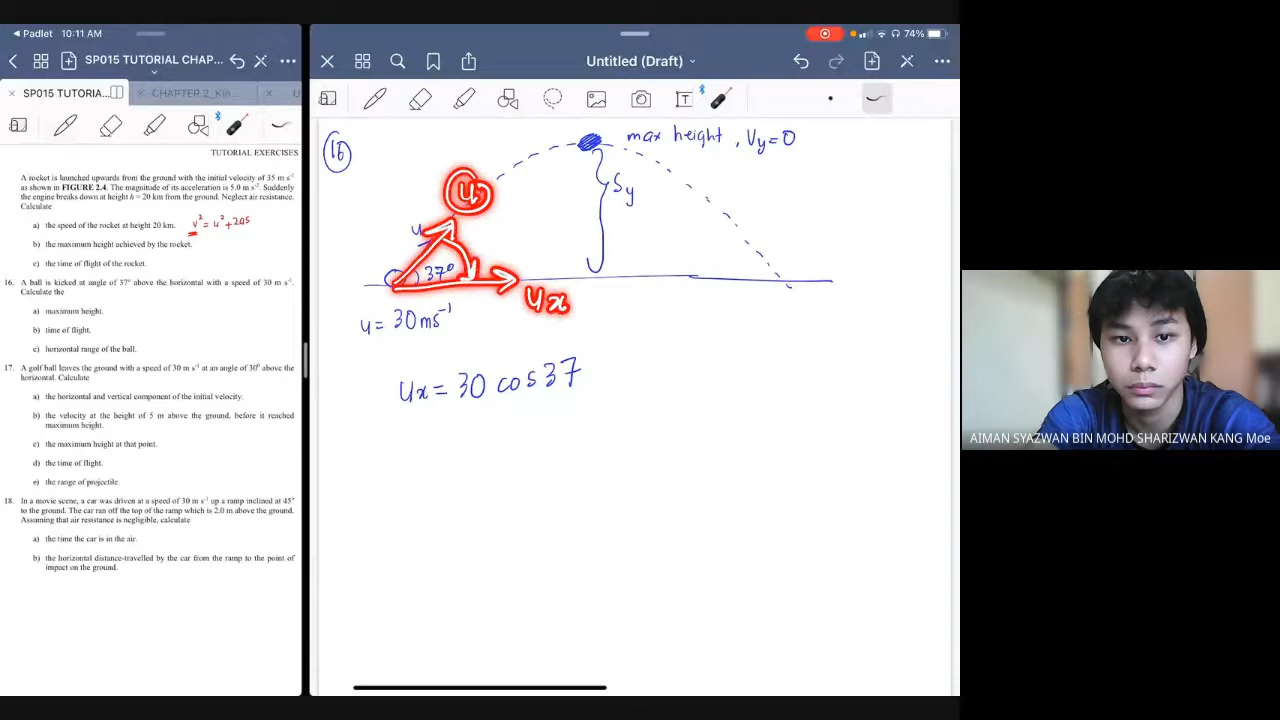 Padlet 10:11 AM
74%
SP015 TUTORIAL CHAP...
Untitled (Draft)
SP015 TUTORIA...
CHAPTER 2_Kin...
U
TUTORIAL EXERCISES
A rocket is launched upwards from the ground with the initial velocity of 35 m s⁻¹
as shown in FIGURE 2.4. The magnitude of its acceleration is 5.0 m s⁻². Suddenly
the engine breaks down at height h = 20 km from the ground. Neglect air resistance.
Calculate
a) the speed of the rocket at height 20 km. v² = u² + 2as
b) the maximum height achieved by the rocket.
c) the time of flight of the rocket.
16. A ball is kicked at angle of 37° above the horizontal with a speed of 30 m s⁻¹.
Calculate the
a) maximum height.
b) time of flight.
c) horizontal range of the ball.
17. A golf ball leaves the ground with a speed of 30 m s⁻¹ at an angle of 30⁰ above the
horizontal. Calculate
a) the horizontal and vertical component of the initial velocity.
b) the velocity at the height of 5 m above the ground, before it reached
maximum height.
c) the maximum height at that point.
d) the time of flight.
e) the range of projectile.
18. In a movie scene, a car was driven at a speed of 30 m s⁻¹ up a ramp inclined at 45°
to the ground. The car ran off the top of the ramp which is 2.0 m above the ground.
Assuming that air resistance is negligible, calculate
a) the time the car is in the air.
b) the horizontal distance-travelled by the car from the ramp to the point of
impact on the ground.
16
max height, Vy=0
u
Sy
u
37°
ux
u = 30ms⁻¹
ux = 30 cos 37
AIMAN SYAZWAN BIN MOHD SHARIZWAN KANG Moe